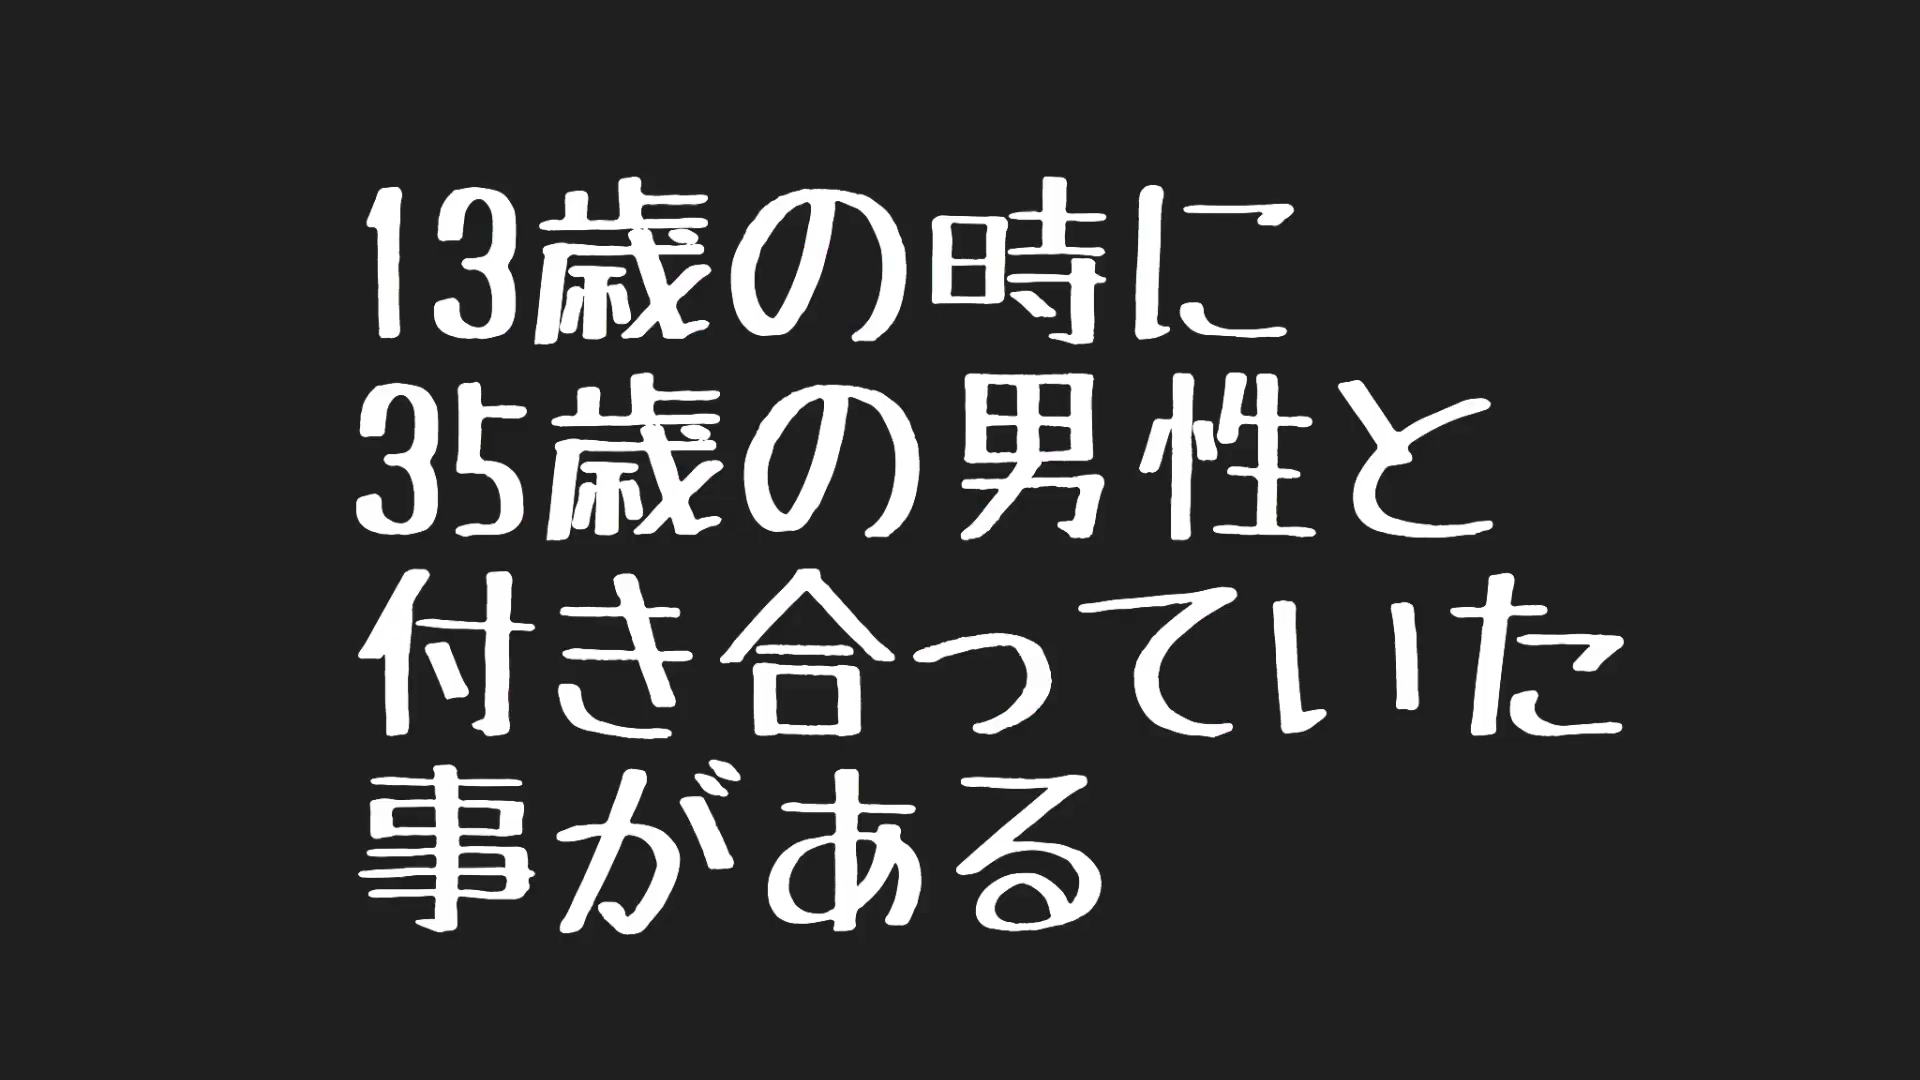 13歳の時に
35歳の男性と
付き合っていた
事がある